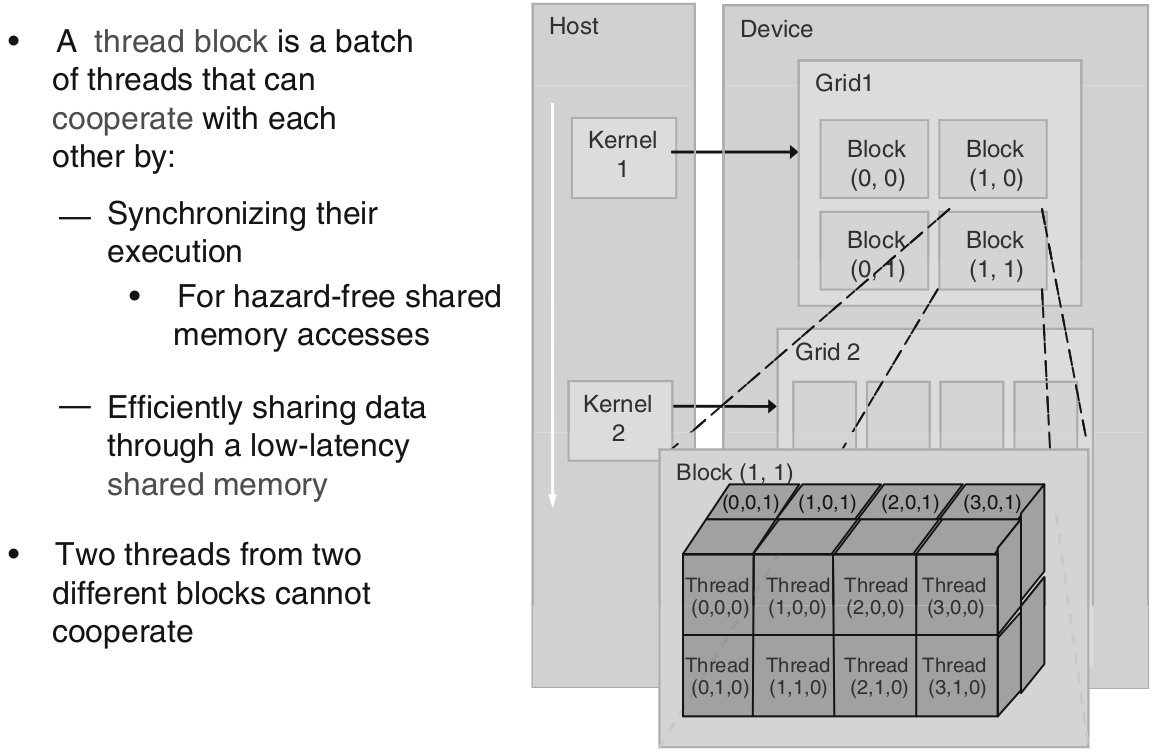 • A thread block is a batch
of threads that can
cooperate with each
other by:
— Synchronizing their
execution
• For hazard-free shared
memory accesses
— Efficiently sharing data
through a low-latency
shared memory
• Two threads from two
different blocks cannot
cooperate
Host
Device
Grid1
Kernel
1
Block
(0, 0)
Block
(1, 0)
Block
(0, 1)
Block
(1, 1)
Grid 2
Kernel
2
Block (1, 1)
(0,0,1) (1,0,1) (2,0,1) (3,0,1)
Thread Thread Thread Thread
(0,0,0) (1,0,0) (2,0,0) (3,0,0)
Thread Thread Thread Thread
(0,1,0) (1,1,0) (2,1,0) (3,1,0)